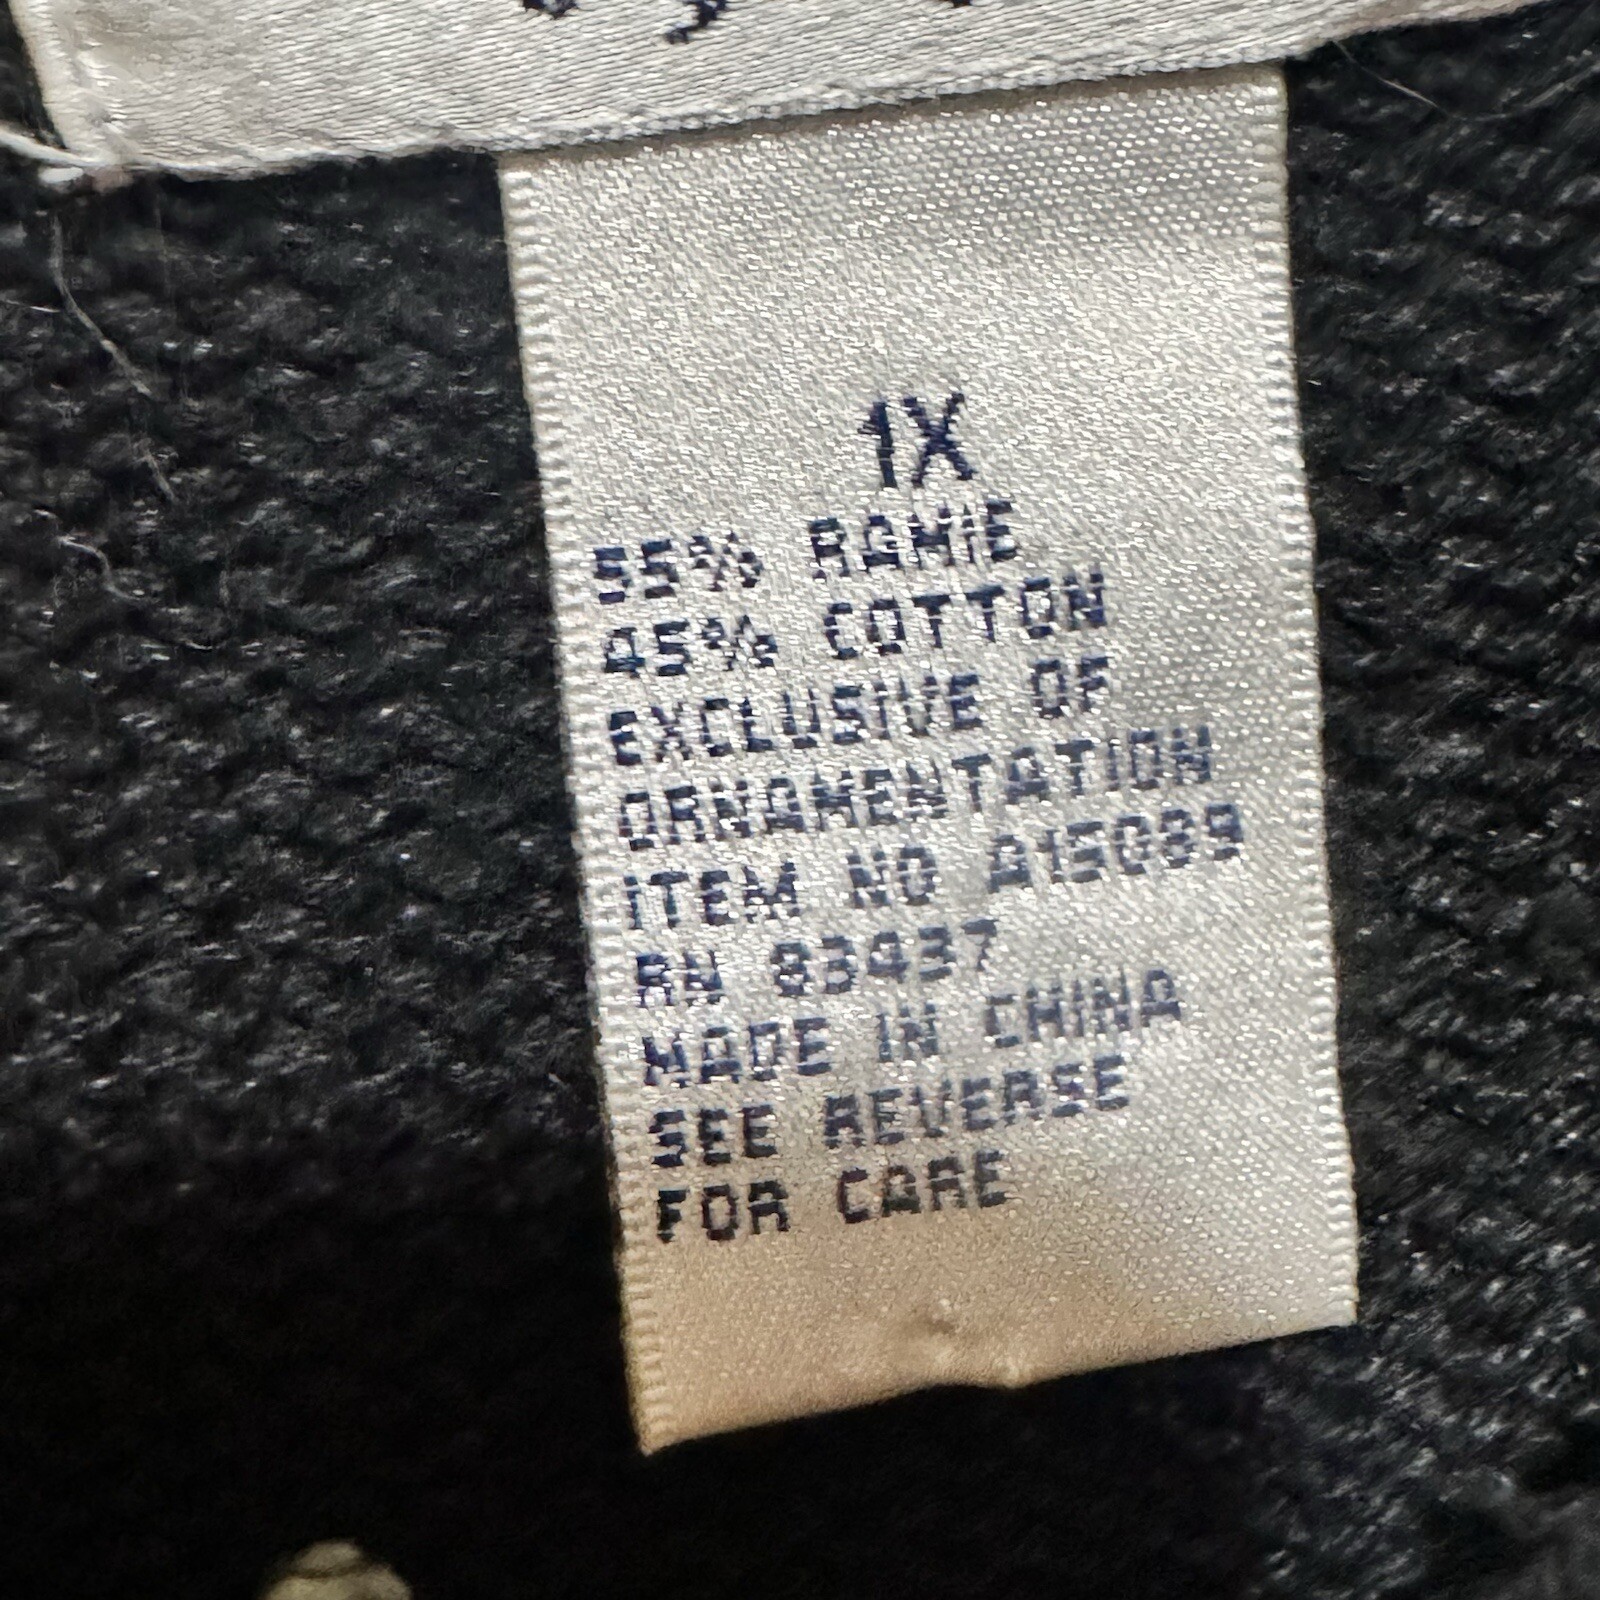 1X
55% RAMIE
45% COTTON
EXCLUSIVE OF
ORNAMENTATION
ITEM NO A15089
RN 83437
MADE IN CHINA
SEE REVERSE
FOR CARE